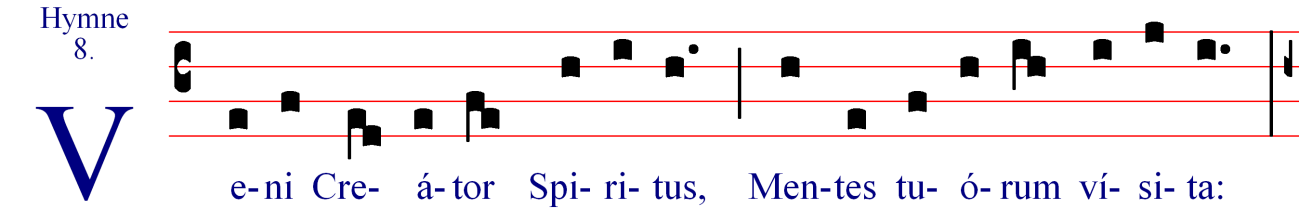 Hymne
8.
V e-ni Cre- á-tor Spi- ri- tus, Men-tes tu- ó- rum ví- si- ta: